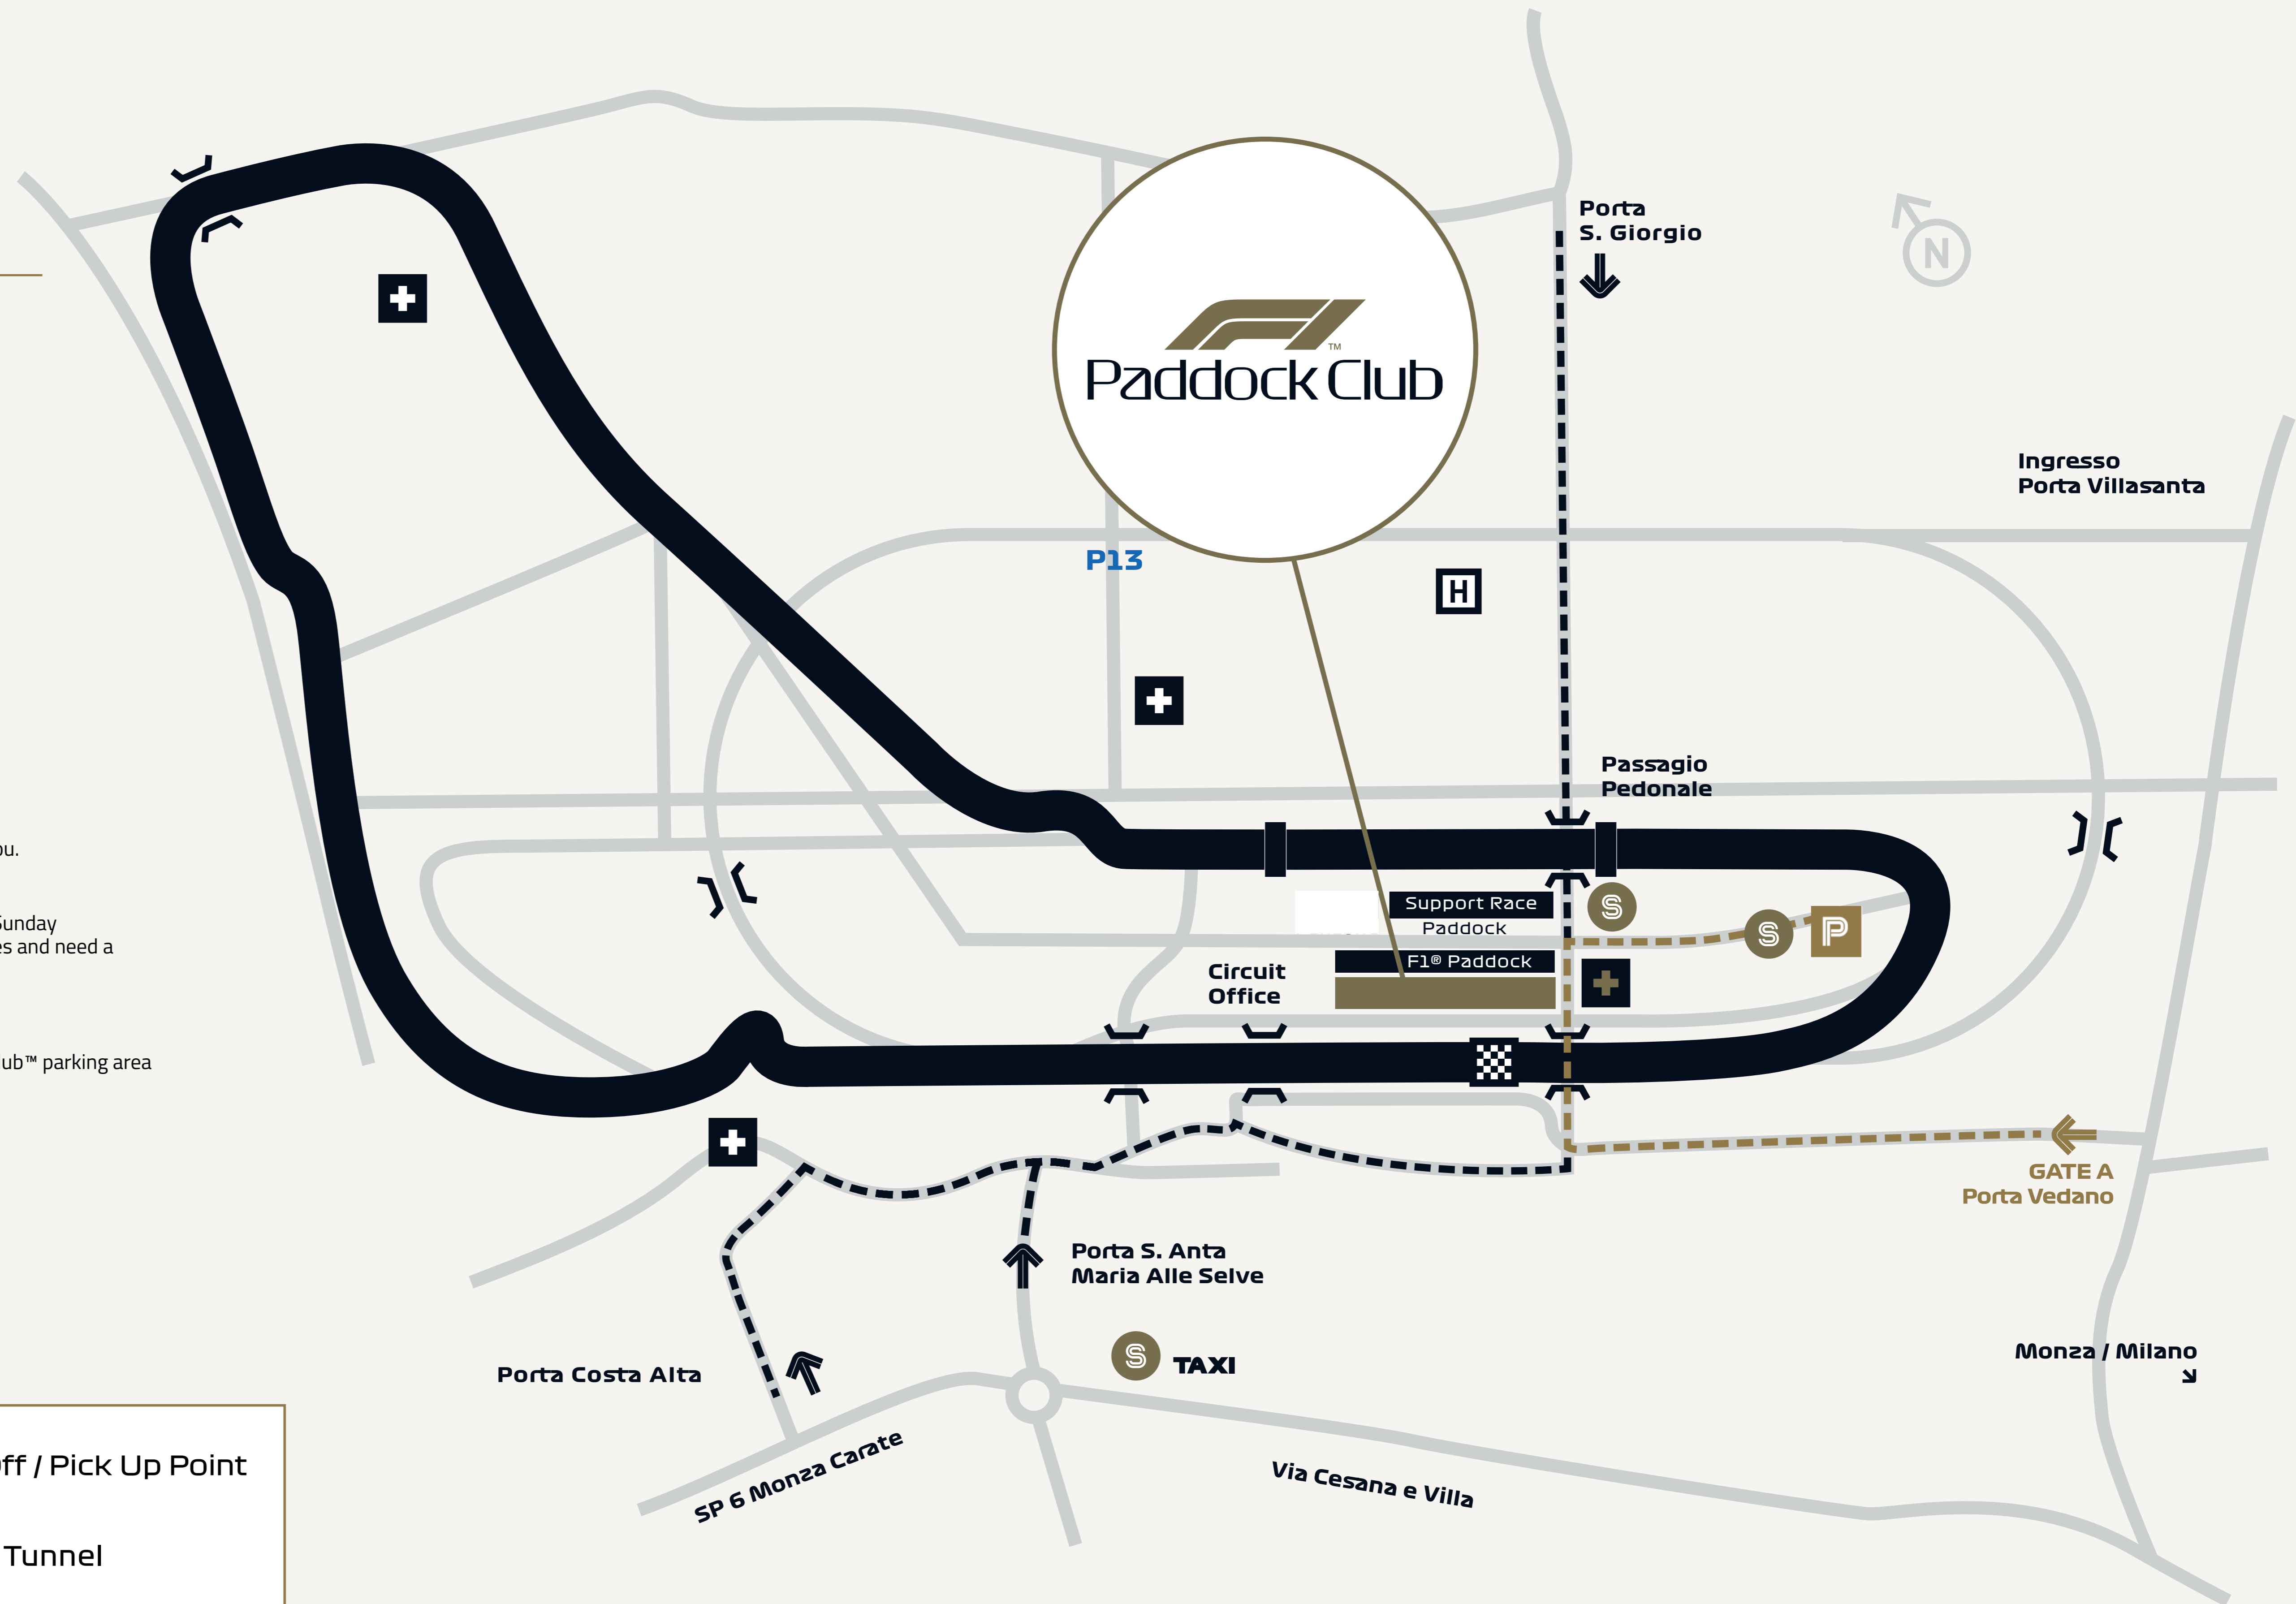 Porta
S. Giorgio
N
TM
Paddock Club
Ingresso
Porta Villasanta
P13
H
Passagio
Pedonale
ou.
Sunday
es and need a
ub™ parking area
Support Race
Paddock
S
S
P
F1® Paddock
Circuit
Office
GATE A
Porta Vedano
Porta S. Anta
Maria Alle Selve
S TAXI
Monza / Milano
Porta Costa Alta
SP 6 Monza Carate
Via Cesana e Villa
ff / Pick Up Point
Tunnel